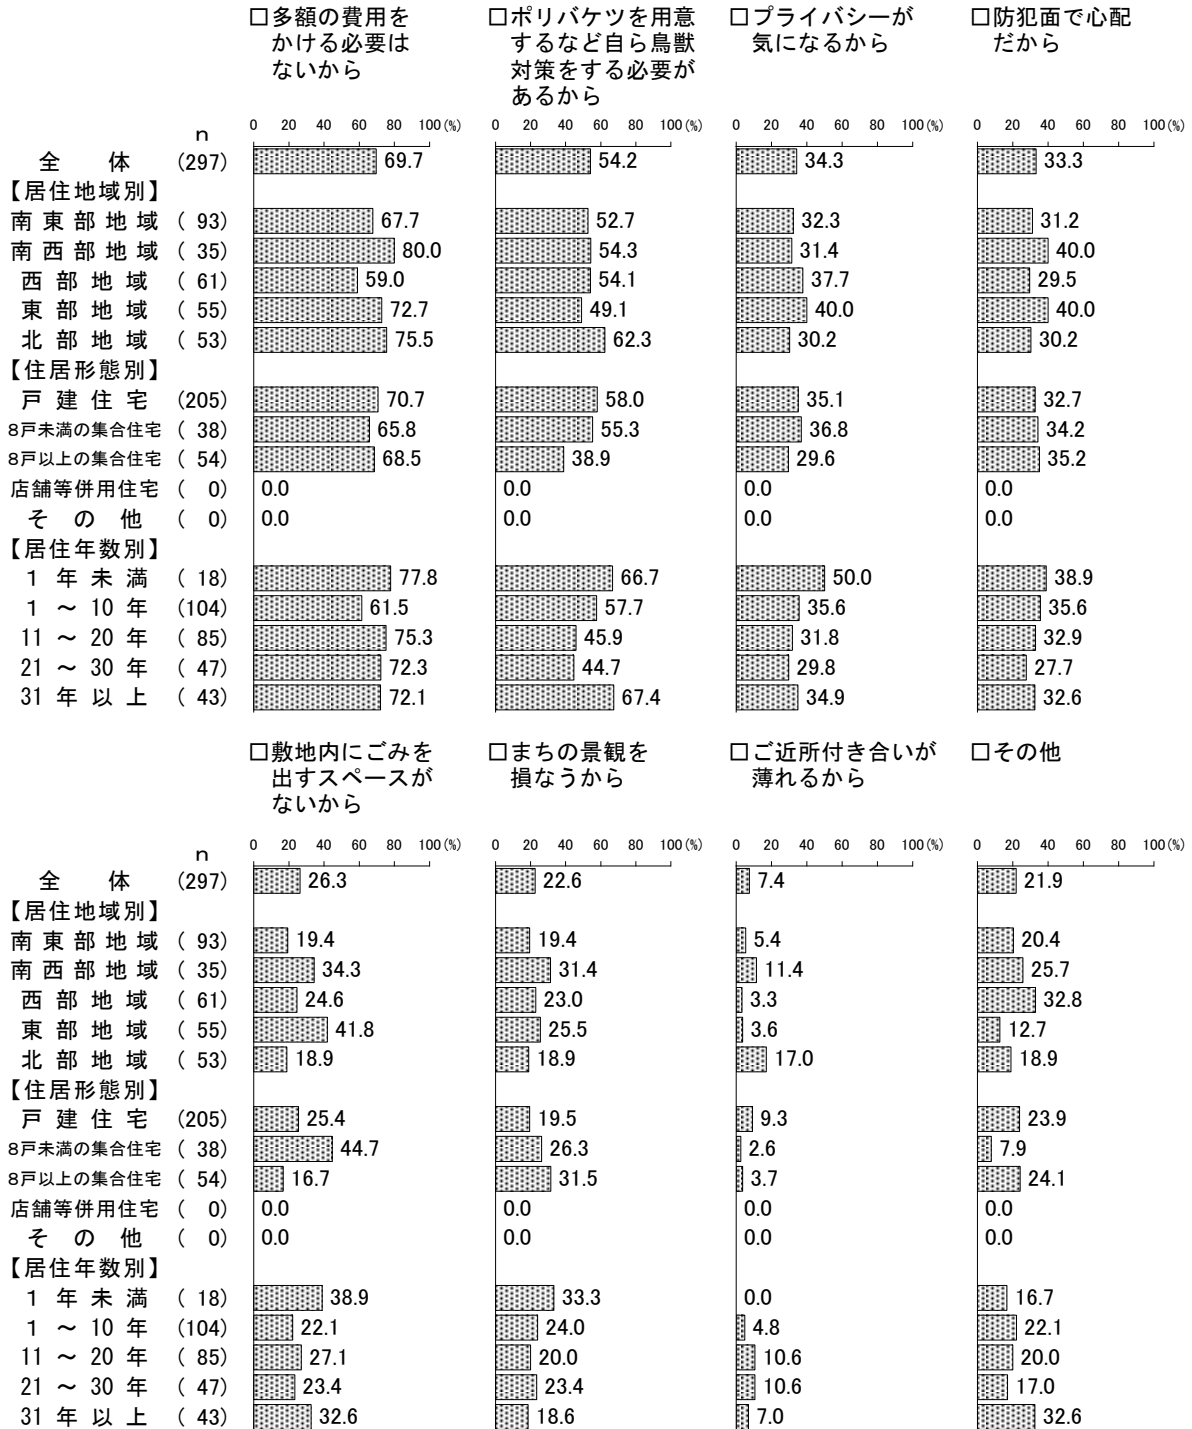 □多額の費用を
かける必要は
ないから
□ポリバケツを用意
するなど自ら鳥獣
対策をする必要が
あるから
□プライバシーが
気になるから
□防犯面で心配
だから
n 0 20 40 60 80 100(%) 0 20 40 60 80 100(%) 0 20 40 60 80 100(%) 0 20 40 60 80 100(%)
全体 (297) 69.7 54.2 34.3 33.3
【居住地域別】
南東部地域 ( 93) 67.7 52.7 32.3 31.2
南西部地域 ( 35) 80.0 54.3 31.4 40.0
西部地域 ( 61) 59.0 54.1 37.7 29.5
東部地域 ( 55) 72.7 49.1 40.0 40.0
北部地域 ( 53) 75.5 62.3 30.2 30.2
【住居形態別】
戸建住宅 (205) 70.7 58.0 35.1 32.7
8戸未満の集合住宅 ( 38) 65.8 55.3 36.8 34.2
8戸以上の集合住宅 ( 54) 68.5 38.9 29.6 35.2
店舗等併用住宅 ( 0) 0.0 0.0 0.0 0.0
その他 ( 0) 0.0 0.0 0.0 0.0
【居住年数別】
1年未満 ( 18) 77.8 66.7 50.0 38.9
1～10年 (104) 61.5 57.7 35.6 35.6
11～20年 ( 85) 75.3 45.9 31.8 32.9
21～30年 ( 47) 72.3 44.7 29.8 27.7
31年以上 ( 43) 72.1 67.4 34.9 32.6
□敷地内にごみを
出すスペースが
ないから
□まちの景観を
損なうから
□ご近所付き合いが
薄れるから
□その他
n 0 20 40 60 80 100(%) 0 20 40 60 80 100(%) 0 20 40 60 80 100(%) 0 20 40 60 80 100(%)
全体 (297) 26.3 22.6 7.4 21.9
【居住地域別】
南東部地域 ( 93) 19.4 19.4 5.4 20.4
南西部地域 ( 35) 34.3 31.4 11.4 25.7
西部地域 ( 61) 24.6 23.0 3.3 32.8
東部地域 ( 55) 41.8 25.5 3.6 12.7
北部地域 ( 53) 18.9 18.9 17.0 18.9
【住居形態別】
戸建住宅 (205) 25.4 19.5 9.3 23.9
8戸未満の集合住宅 ( 38) 44.7 26.3 2.6 7.9
8戸以上の集合住宅 ( 54) 16.7 31.5 3.7 24.1
店舗等併用住宅 ( 0) 0.0 0.0 0.0 0.0
その他 ( 0) 0.0 0.0 0.0 0.0
【居住年数別】
1年未満 ( 18) 38.9 33.3 0.0 16.7
1～10年 (104) 22.1 24.0 4.8 22.1
11～20年 ( 85) 27.1 20.0 10.6 20.0
21～30年 ( 47) 23.4 23.4 10.6 17.0
31年以上 ( 43) 32.6 18.6 7.0 32.6